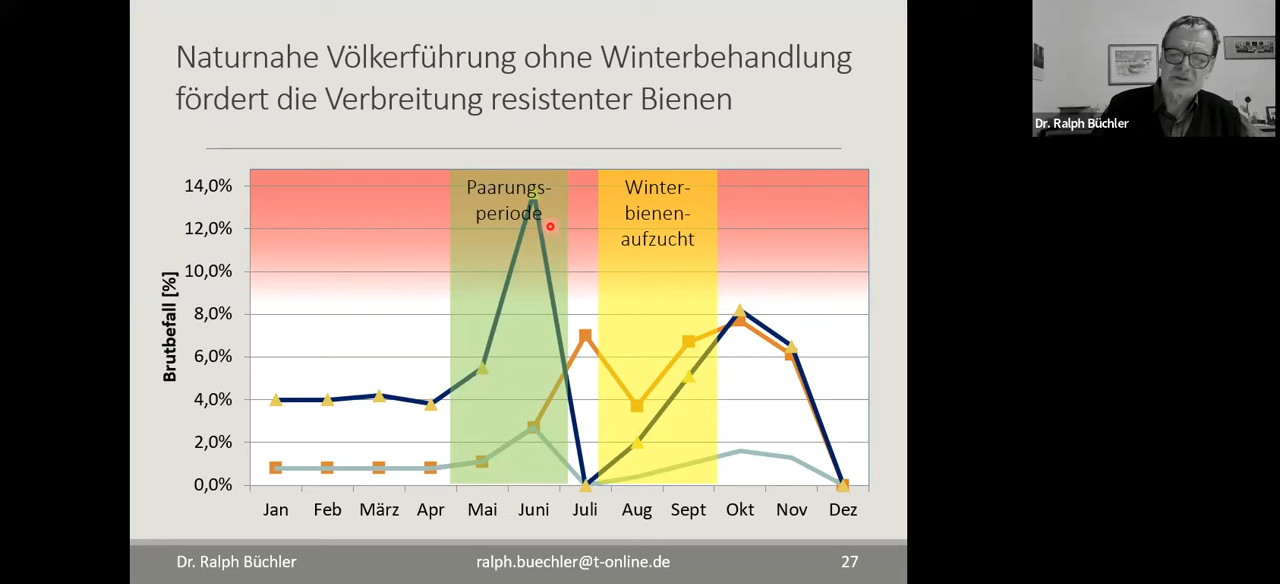 Naturnahe Völkerführung ohne Winterbehandlung
fördert die Verbreitung resistenter Bienen
Dr. Ralph Büchler
Paarungs-
periode
Winter-
bienen-
aufzucht
Brutbefall [%]
14,0%
12,0%
10,0%
8,0%
6,0%
4,0%
2,0%
0,0%
Jan Feb März Apr Mai Juni Juli Aug Sept Okt Nov Dez
Dr. Ralph Büchler ralph.buechler@t-online.de 27